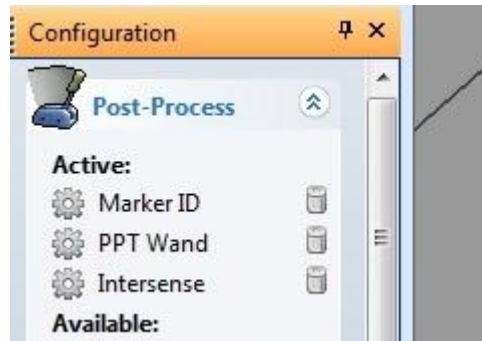 Configuration
Post-Process
Active:
Marker ID
PPT Wand
Intersense
Available: